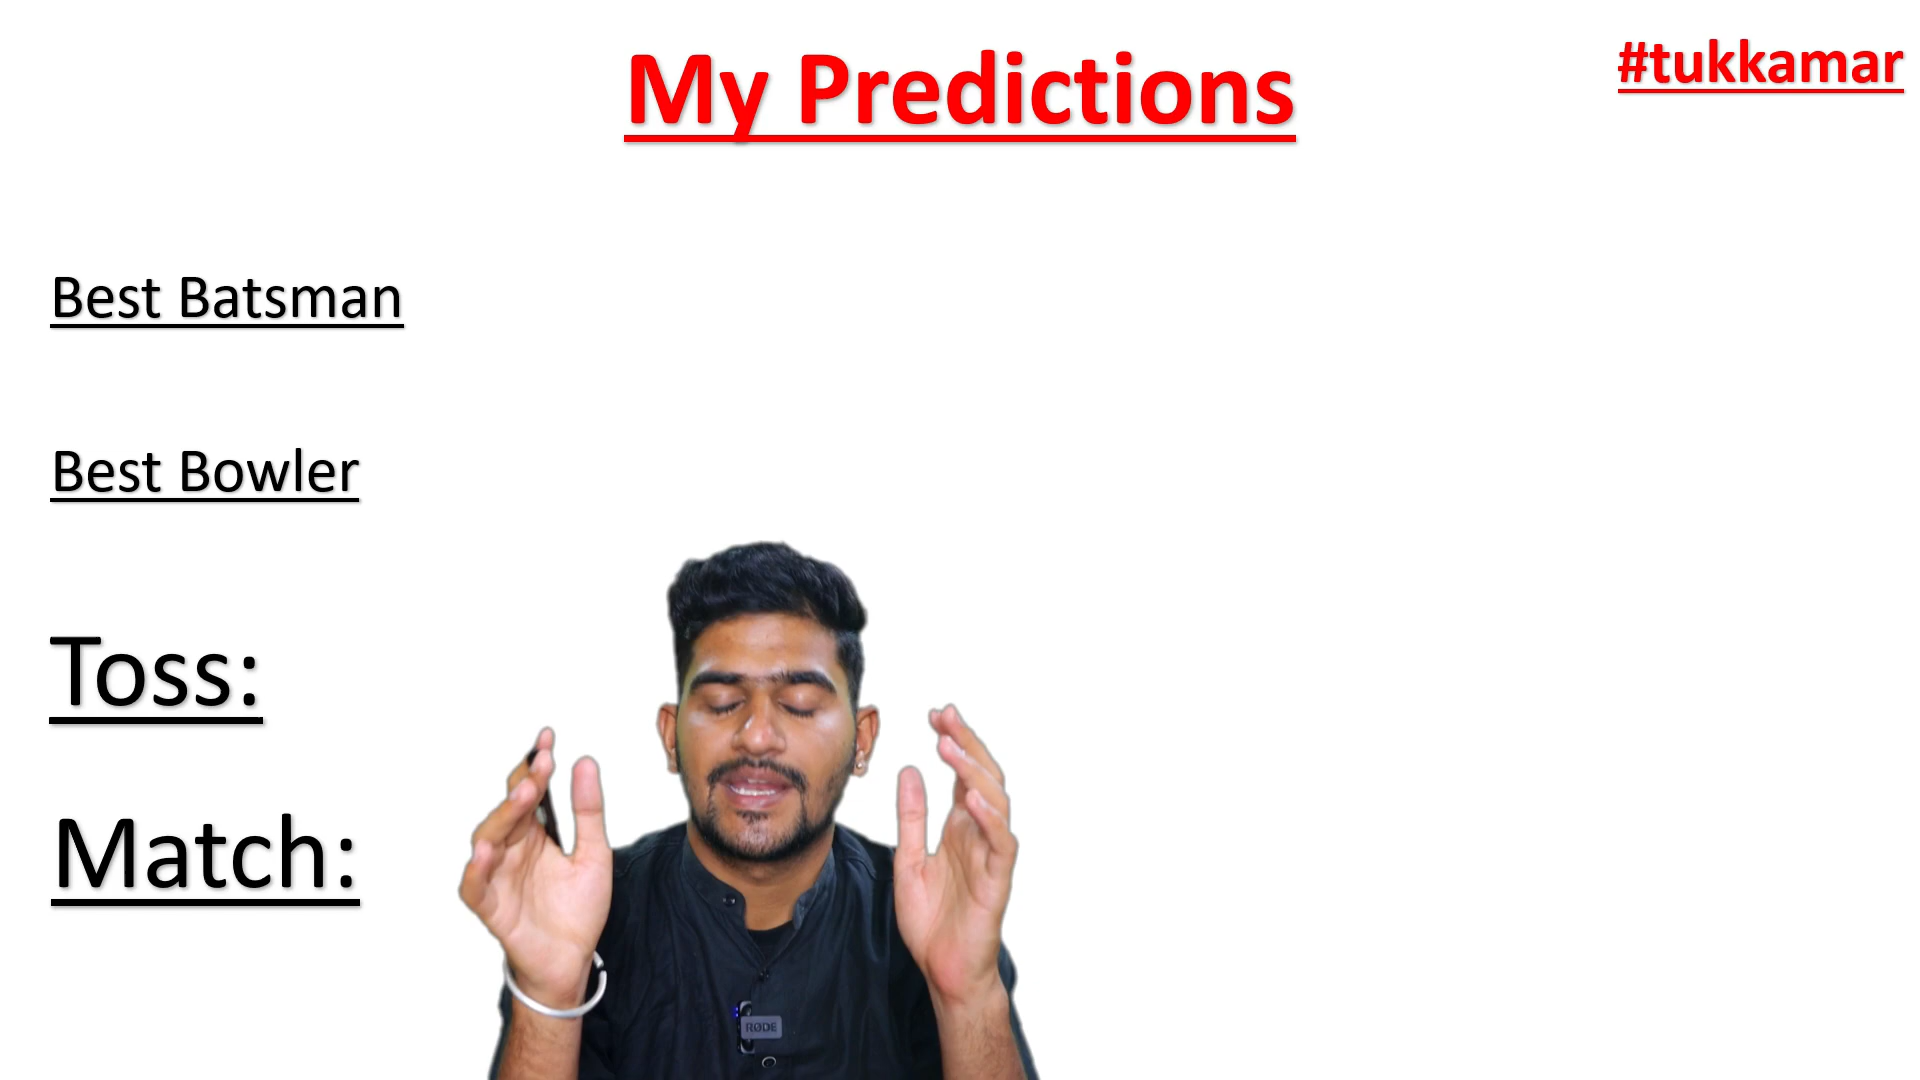 My Predictions
#tukkamar
Best Batsman
Best Bowler
Toss:
Match:
RØDE